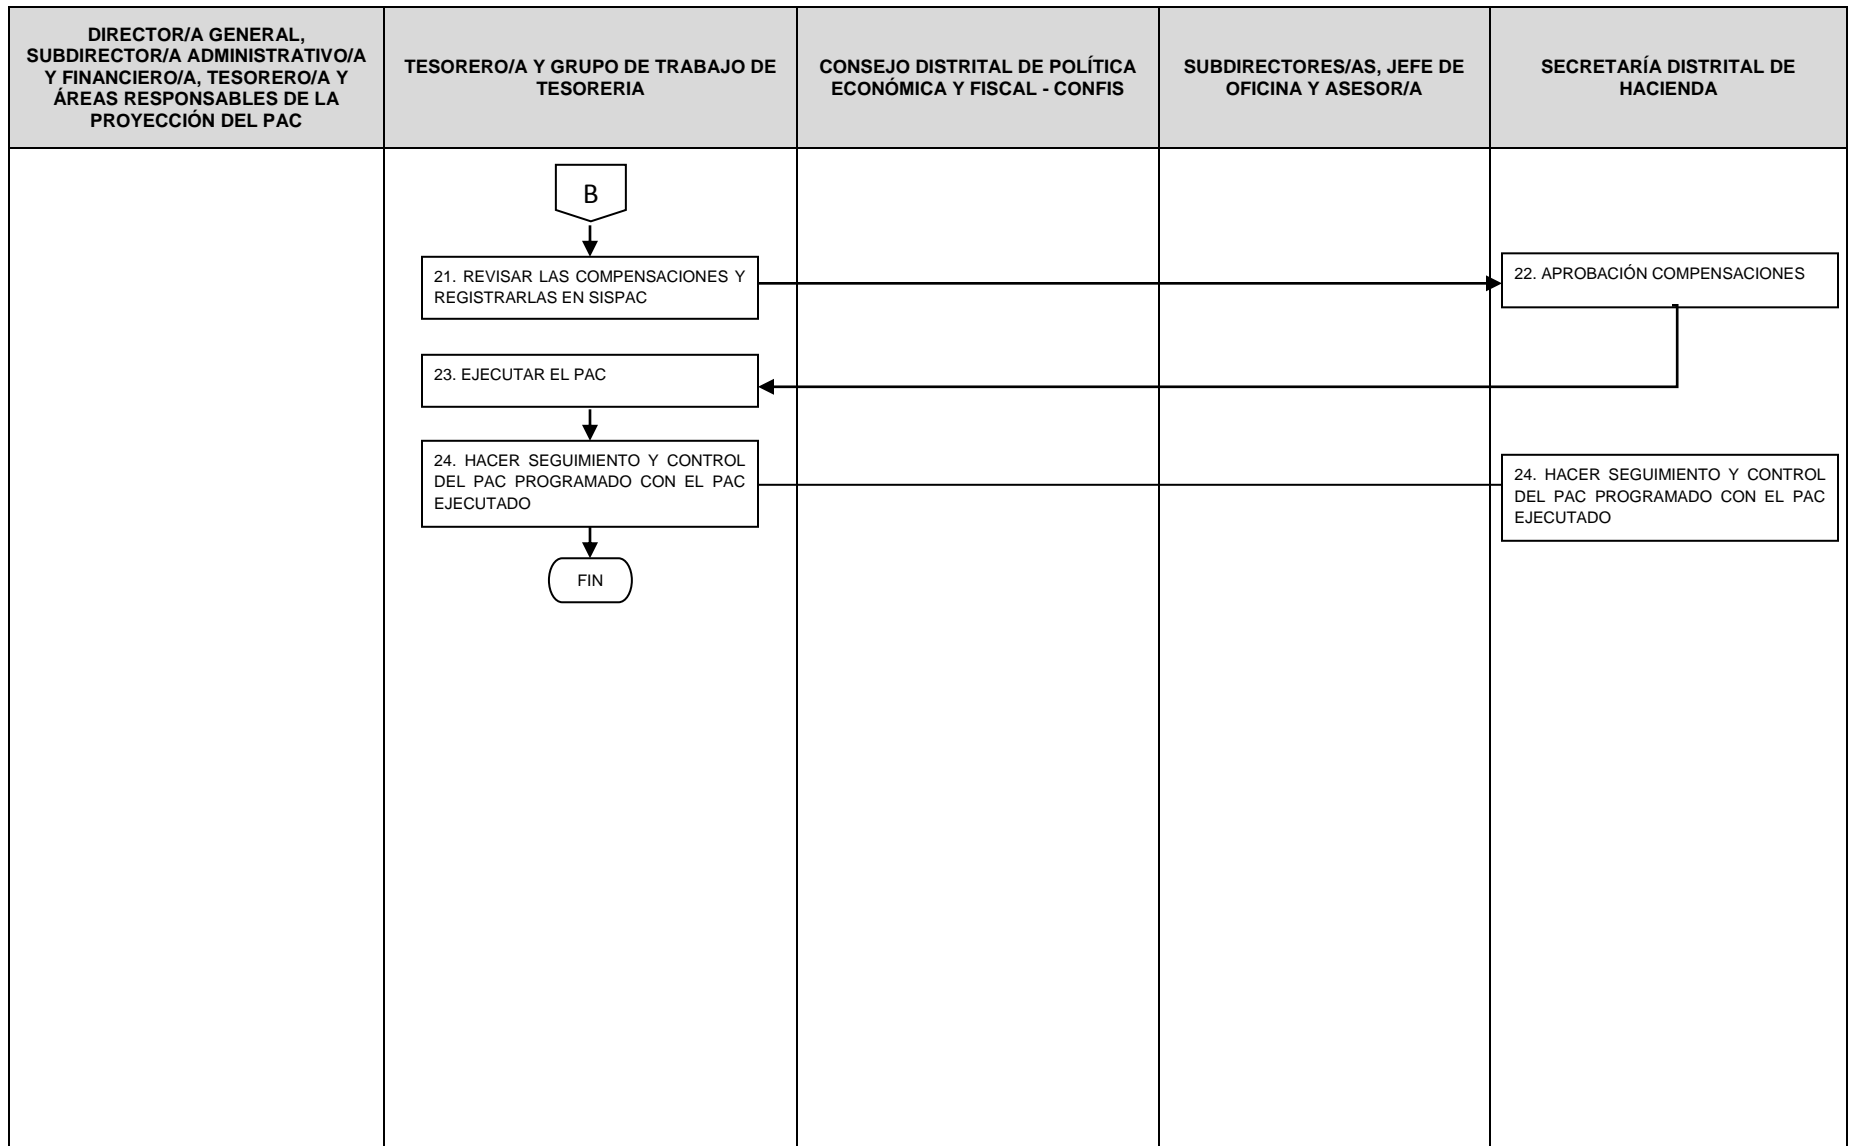 DIRECTOR/A GENERAL,
SUBDIRECTOR/A ADMINISTRATIVO/A
Y FINANCIERO/A, TESORERO/A Y
ÁREAS RESPONSABLES DE LA
PROYECCIÓN DEL PAC
TESORERO/A Y GRUPO DE TRABAJO DE
TESORERIA
CONSEJO DISTRITAL DE POLÍTICA
ECONÓMICA Y FISCAL - CONFIS
SUBDIRECTORES/AS, JEFE DE
OFICINA Y ASESOR/A
SECRETARÍA DISTRITAL DE
HACIENDA
B
21. REVISAR LAS COMPENSACIONES Y
REGISTRARLAS EN SISPAC
22. APROBACIÓN COMPENSACIONES
23. EJECUTAR EL PAC
24. HACER SEGUIMIENTO Y CONTROL
DEL PAC PROGRAMADO CON EL PAC
EJECUTADO
24. HACER SEGUIMIENTO Y CONTROL
DEL PAC PROGRAMADO CON EL PAC
EJECUTADO
FIN